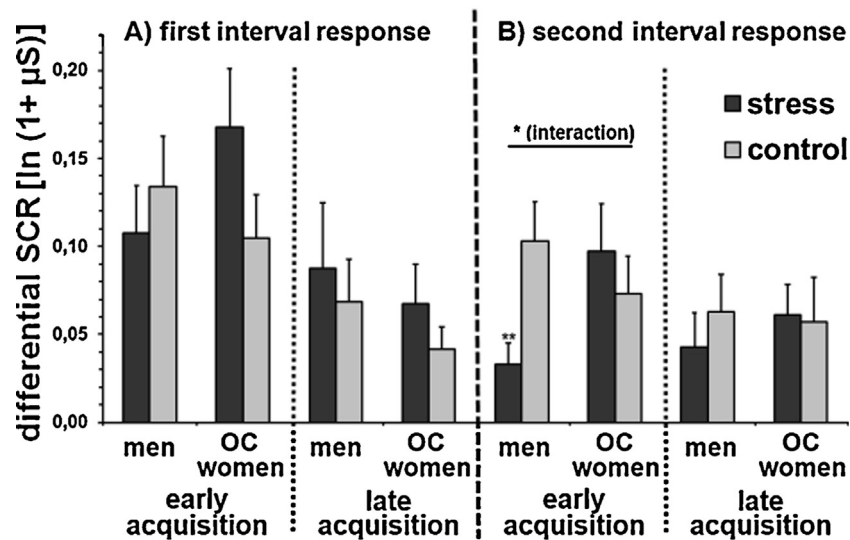 A) first interval response
B) second interval response
differential SCR [ln (1+ µS)]
0,20
0,15
0,10
0,05
0,00
stress
control
* (interaction)
**
men
OC
women
men
OC
women
men
OC
women
men
OC
women
early
acquisition
late
acquisition
early
acquisition
late
acquisition